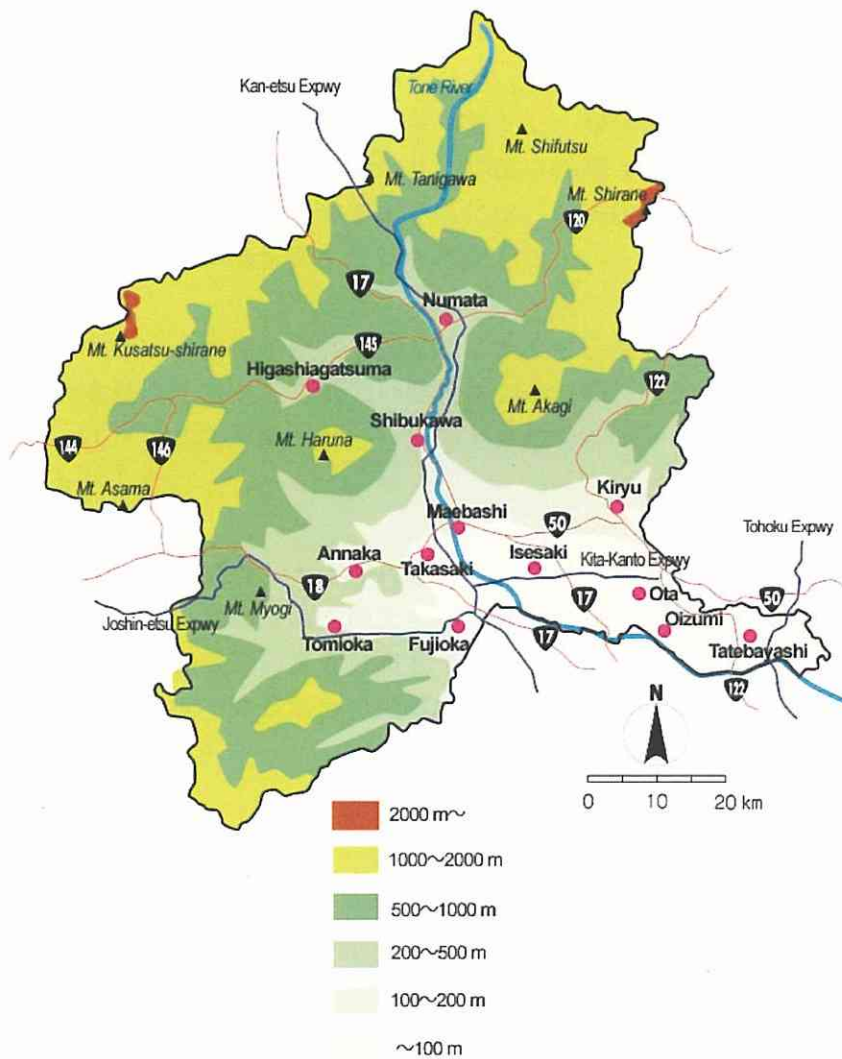 Tone River
Kan-etsu Expwy
Mt. Shifutsu
Mt. Tanigawa
Mt. Shirane
120
17
Numata
145
Mt. Kusatsu-shirane
Higashiagatsuma
122
Mt. Akagi
Shibukawa
Mt. Haruna
144
146
Mt. Asama
Kiryu
Maebashi
50
Tohoku Expwy
Annaka
Takasaki
Isesaki
Kita-Kanto Expwy
18
Mt. Myogi
17
Ota
50
Joshin-etsu Expwy
Oizumi
Tomloka
Fujioka
17
Tatebayashi
122
N
0 10 20 km
2000 m~
1000~2000 m
500~1000 m
200~500 m
100~200 m
~100 m